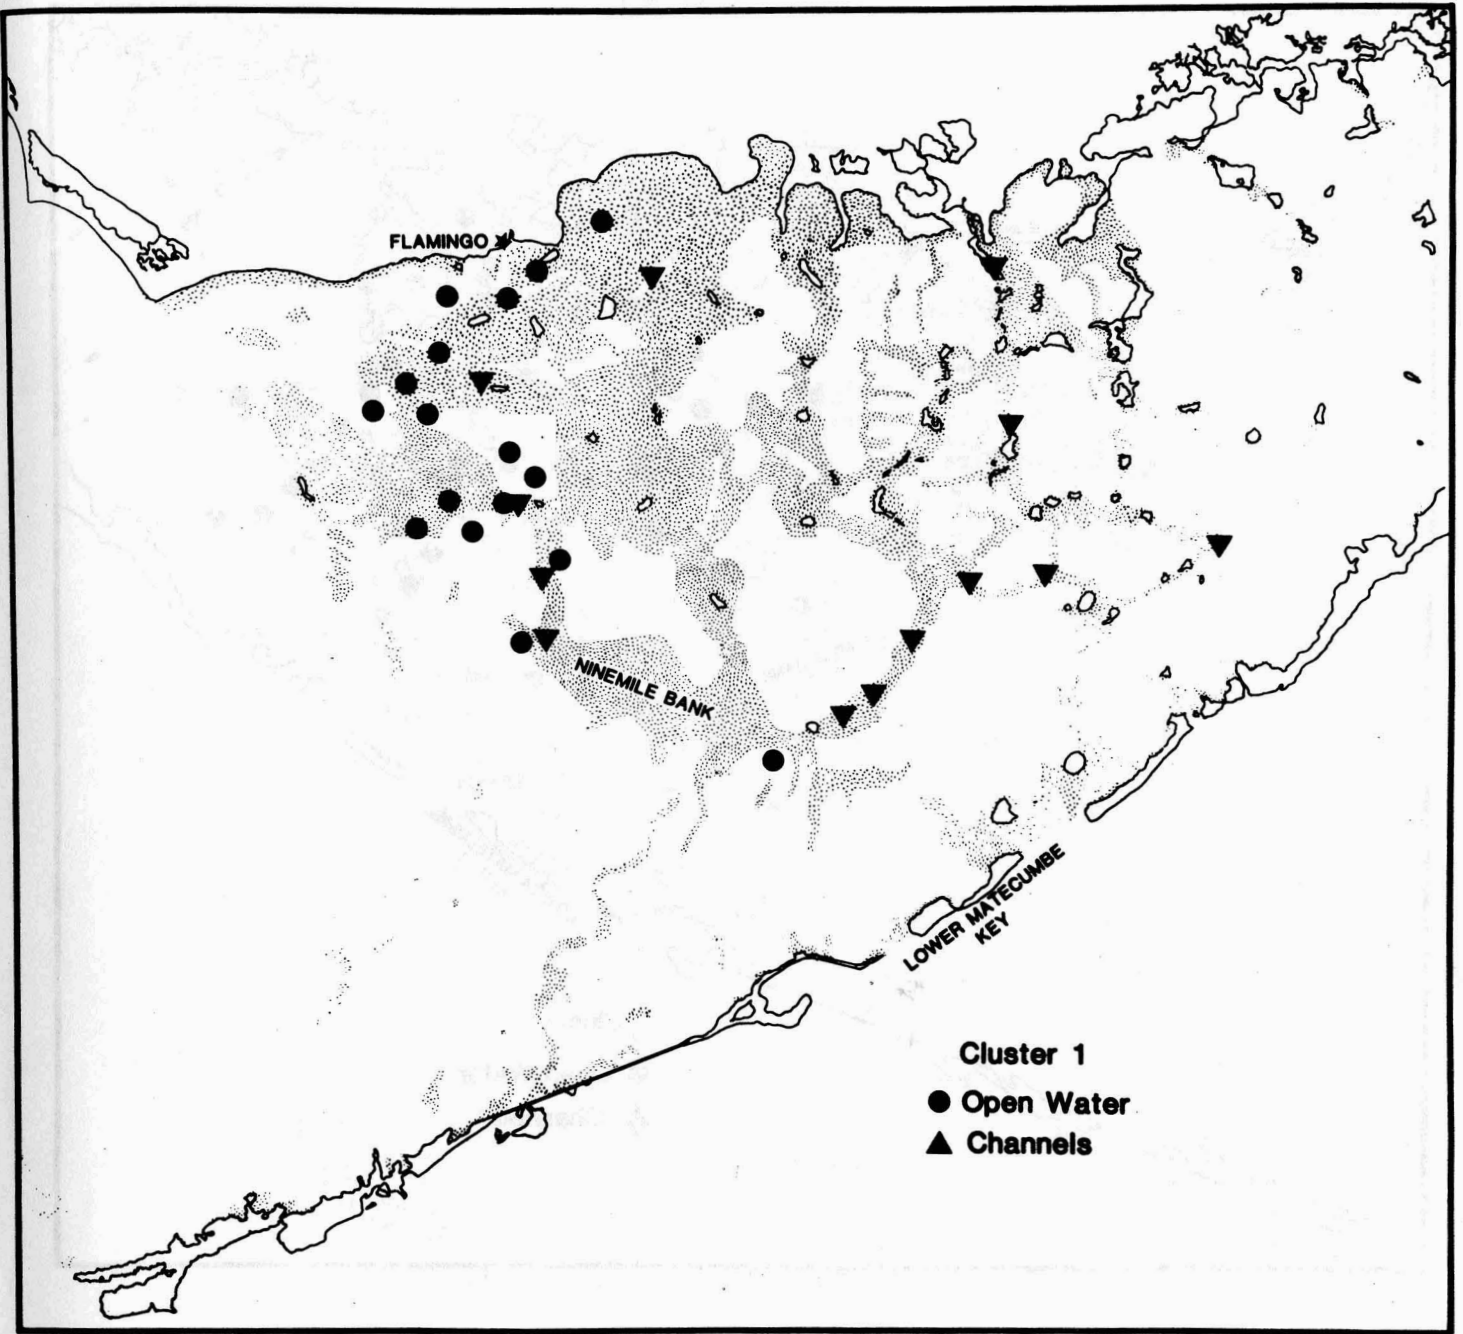 FLAMINGO
NINEMILE BANK
LOWER MATECUMBE
KEY
Cluster 1
Open Water
Channels